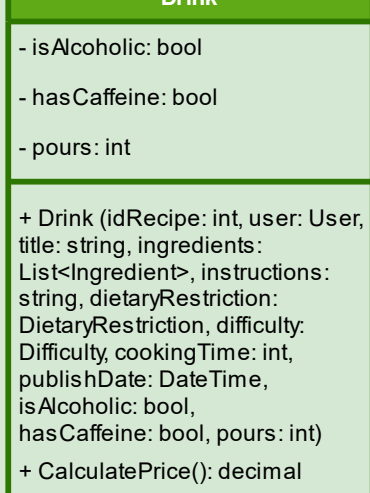 Drink
- isAlcoholic: bool
- hasCaffeine: bool
- pours: int
+ Drink (idRecipe: int, user: User,
title: string, ingredients:
List<Ingredient>, instructions:
string, dietaryRestriction:
DietaryRestriction, difficulty:
Difficulty, cookingTime: int,
publishDate: DateTime,
isAlcoholic: bool,
hasCaffeine: bool, pours: int)
+ CalculatePrice(): decimal